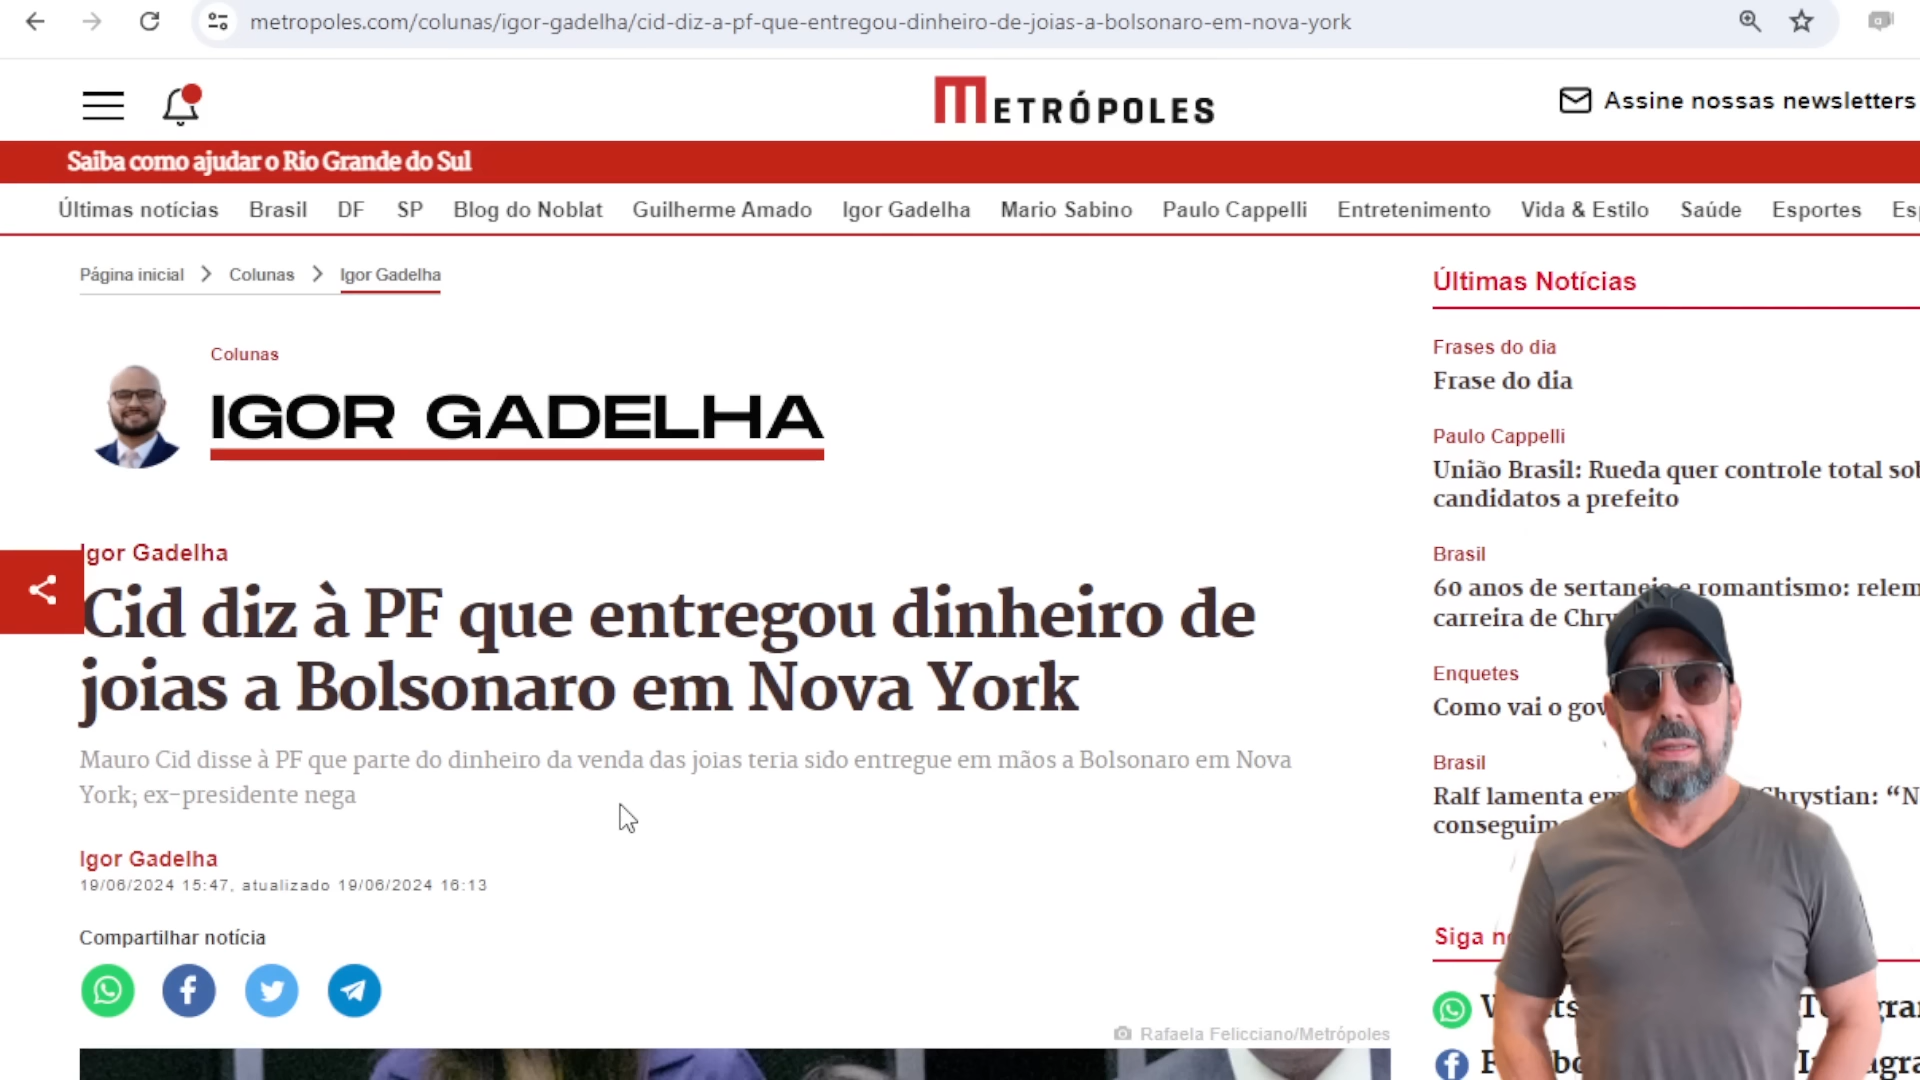 metropoles.com/colunas/igor-gadelha/cid-diz-a-pf-que-entregou-dinheiro-de-joias-a-bolsonaro-em-nova-york
METRÓPOLES
Assine nossas newsletters
Saiba como ajudar o Rio Grande do Sul
Últimas notícias Brasil DF SP Blog do Noblat Guilherme Amado Igor Gadelha Mario Sabino Paulo Cappelli Entretenimento Vida & Estilo Saúde Esportes
Página inicial > Colunas > Igor Gadelha
Colunas
IGOR GADELHA
Igor Gadelha
Cid diz à PF que entregou dinheiro de
joias a Bolsonaro em Nova York
Mauro Cid disse à PF que parte do dinheiro da venda das joias teria sido entregue em mãos a Bolsonaro em Nova
York; ex-presidente nega
Igor Gadelha
19/06/2024 15:47, atualizado 19/06/2024 16:13
Compartilhar notícia
Rafaela Felicciano/Metrópoles
Últimas Notícias
Frases do dia
Frase do dia
Paulo Cappelli
União Brasil: Rueda quer controle total
candidatos a prefeito
Brasil
60 anos de sertanejo e romantismo:
carreira de
Enquetes
Como vai o
Brasil
Ralf lamenta Chrystian: “N
Siga